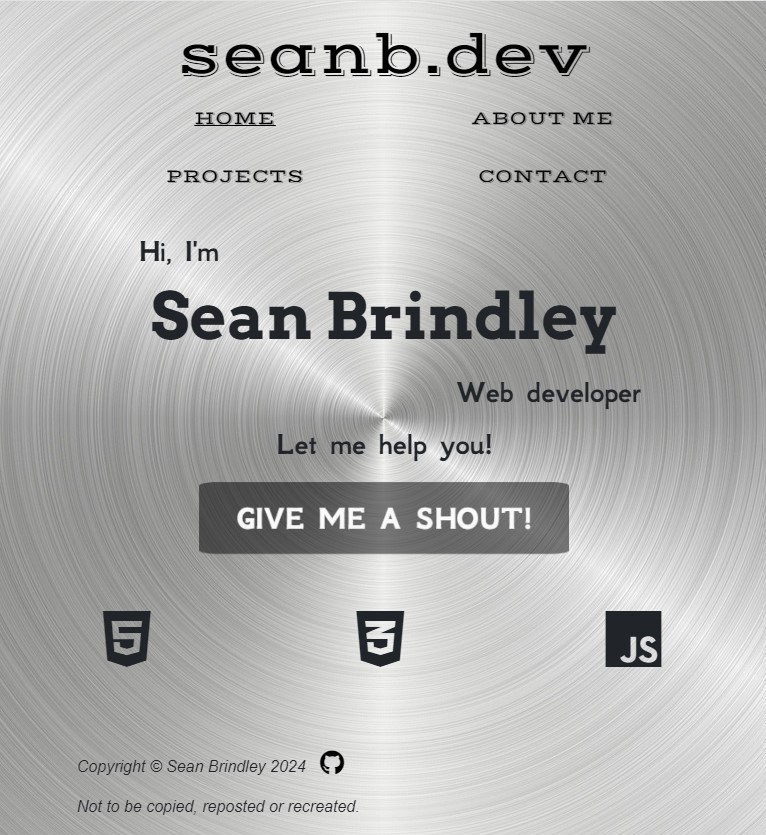 seanb.dev
HOME ABOUT ME
PROJECTS CONTACT
Hi, I'm
Sean Brindley
Web developer
Let me help you!
GIVE ME A SHOUT!
5 3 JS
Copyright © Sean Brindley 2024
Not to be copied, reposted or recreated.